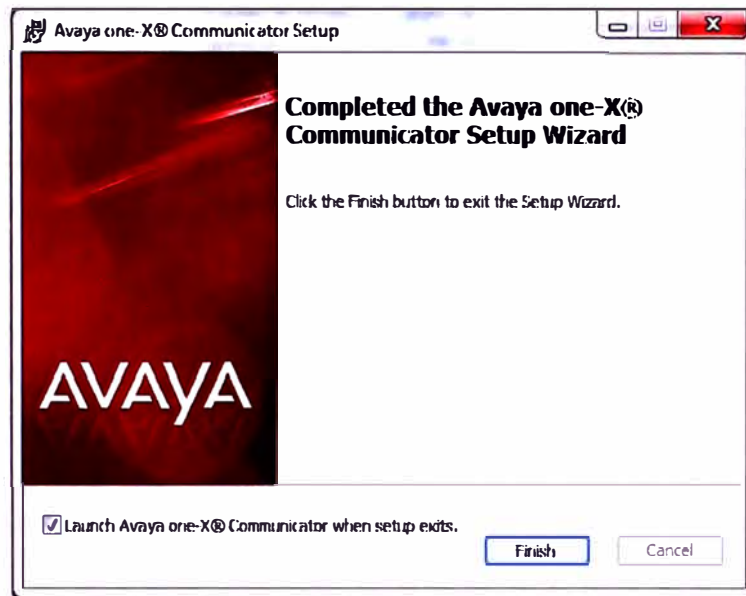 Avaya one-X® Communicator Setup
Completed the Avaya one-X®
Communicator Setup Wizard
Click the Finish button to exit the Setup Wizard.
AVAYA
Launch Avaya one-X® Communicator when setup exits.
Finish
Cancel